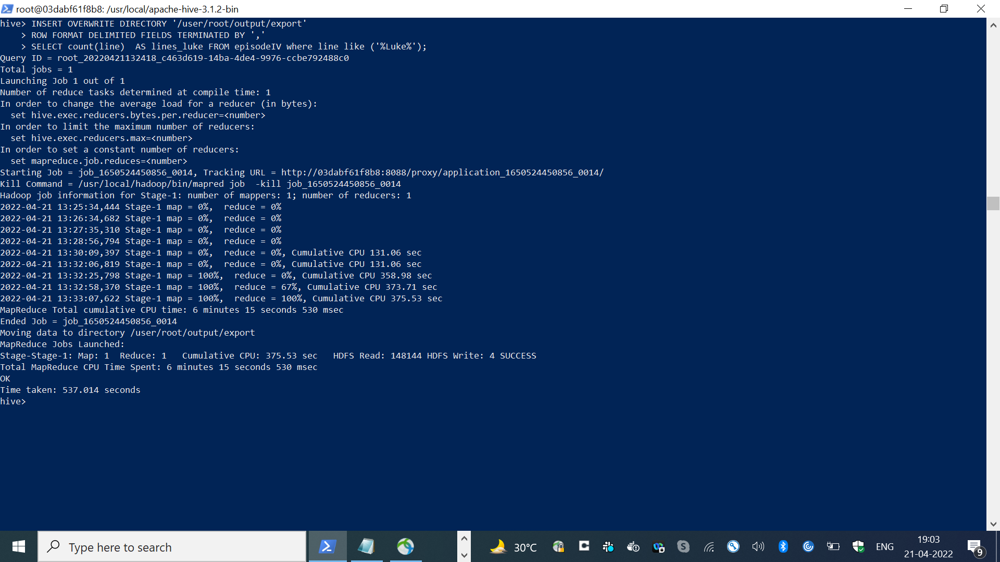 root@03dabf61f8b8: /usr/local/apache-hive-3.1.2-bin
hive> INSERT OVERWRITE DIRECTORY '/user/root/output/export'
    > ROW FORMAT DELIMITED FIELDS TERMINATED BY ','
    > SELECT count(line)  AS lines_luke FROM episodeIV where line like ('%Luke%');
Query ID = root_20220421132418_c463d619-14ba-4de4-9976-ccbe792488c0
Total jobs = 1
Launching Job 1 out of 1
Number of reduce tasks determined at compile time: 1
In order to change the average load for a reducer (in bytes):
  set hive.exec.reducers.bytes.per.reducer=<number>
In order to limit the maximum number of reducers:
  set hive.exec.reducers.max=<number>
In order to set a constant number of reducers:
  set mapreduce.job.reduces=<number>
Starting Job = job_1650524450856_0014, Tracking URL = http://03dabf61f8b8:8088/proxy/application_1650524450856_0014/
Kill Command = /usr/local/hadoop/bin/mapred job  -kill job_1650524450856_0014
Hadoop job information for Stage-1: number of mappers: 1; number of reducers: 1
2022-04-21 13:25:34,444 Stage-1 map = 0%,  reduce = 0%
2022-04-21 13:26:34,682 Stage-1 map = 0%,  reduce = 0%
2022-04-21 13:27:35,310 Stage-1 map = 0%,  reduce = 0%
2022-04-21 13:28:56,794 Stage-1 map = 0%,  reduce = 0%
2022-04-21 13:30:09,397 Stage-1 map = 0%,  reduce = 0%, Cumulative CPU 131.06 sec
2022-04-21 13:32:06,819 Stage-1 map = 0%,  reduce = 0%, Cumulative CPU 131.06 sec
2022-04-21 13:32:25,798 Stage-1 map = 100%,  reduce = 0%, Cumulative CPU 358.98 sec
2022-04-21 13:32:58,370 Stage-1 map = 100%,  reduce = 67%, Cumulative CPU 373.71 sec
2022-04-21 13:33:07,622 Stage-1 map = 100%,  reduce = 100%, Cumulative CPU 375.53 sec
MapReduce Total cumulative CPU time: 6 minutes 15 seconds 530 msec
Ended Job = job_1650524450856_0014
Moving data to directory /user/root/output/export
MapReduce Jobs Launched:
Stage-Stage-1: Map: 1  Reduce: 1   Cumulative CPU: 375.53 sec   HDFS Read: 148144 HDFS Write: 4 SUCCESS
Total MapReduce CPU Time Spent: 6 minutes 15 seconds 530 msec
OK
Time taken: 537.014 seconds
hive>
Type here to search
30°C
ENG
19:03
21-04-2022
9